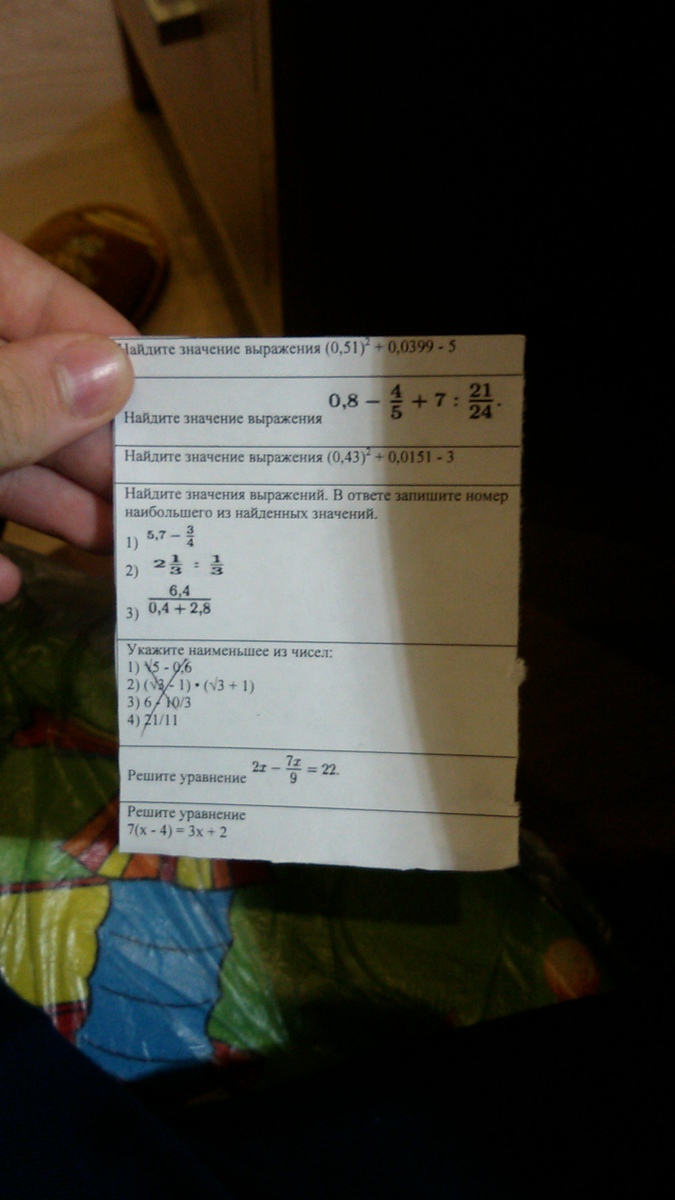 Найдите значение выражения (0,51)² + 0,0399 - 5
Найдите значение выражения 0,8 − 4/5 + 7 : 21/24.
Найдите значение выражения (0,43)² + 0,0151 - 3
Найдите значения выражений. В ответе запишите номер
наибольшего из найденных значений.
1) 5,7 − 3/4
2) 2 1/3 : 1/3
3) 6,4/(0,4 + 2,8)
Укажите наименьшее из чисел:
1) √5 - 0,6
2) (√3 - 1) • (√3 + 1)
3) 6 - 10/3
4) 21/11
Решите уравнение 2x − 7x/9 = 22.
Решите уравнение
7(x - 4) = 3x + 2